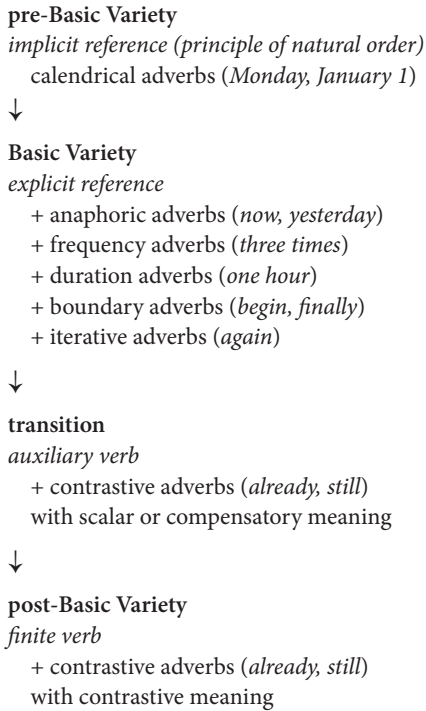 pre-Basic Variety
implicit reference (principle of natural order)
calendrical adverbs (Monday, January 1)
↓
Basic Variety
explicit reference
+ anaphoric adverbs (now, yesterday)
+ frequency adverbs (three times)
+ duration adverbs (one hour)
+ boundary adverbs (begin, finally)
+ iterative adverbs (again)
↓
transition
auxiliary verb
+ contrastive adverbs (already, still)
with scalar or compensatory meaning
↓
post-Basic Variety
finite verb
+ contrastive adverbs (already, still)
with contrastive meaning